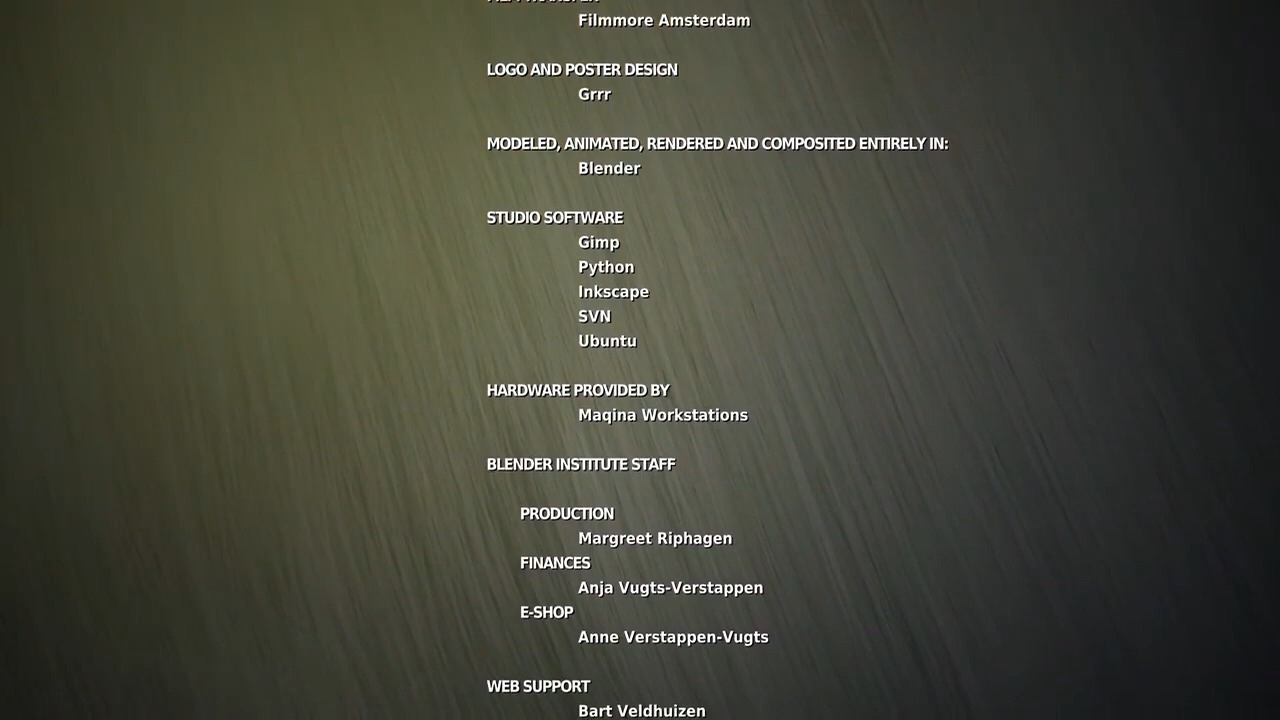 Filmmore Amsterdam
LOGO AND POSTER DESIGN
Grrr
MODELED, ANIMATED, RENDERED AND COMPOSITED ENTIRELY IN:
Blender
STUDIO SOFTWARE
Gimp
Python
Inkscape
SVN
Ubuntu
HARDWARE PROVIDED BY
Maqina Workstations
BLENDER INSTITUTE STAFF
PRODUCTION
Margreet Riphagen
FINANCES
Anja Vugts-Verstappen
E-SHOP
Anne Verstappen-Vugts
WEB SUPPORT
Bart Veldhuizen